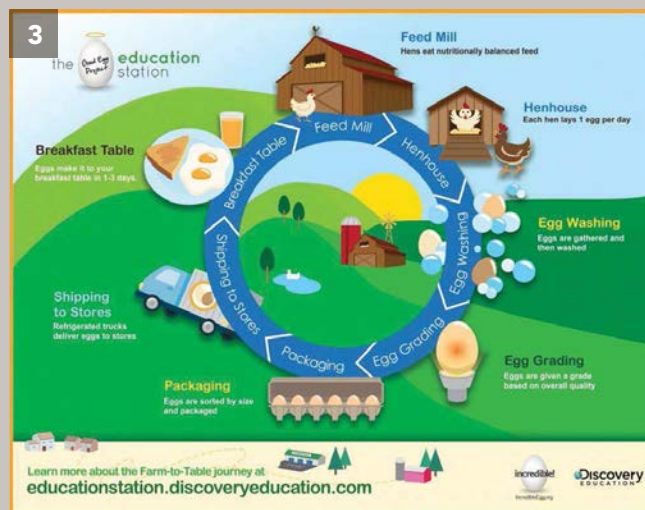 3
the Good Egg Project education station
Feed Mill
Hens eat nutritionally balanced feed
Henhouse
Each hen lays 1 egg per day
Egg Washing
Eggs are gathered and
then washed
Egg Grading
Eggs are given a grade
based on overall quality
Packaging
Eggs are sorted by size
and packaged
Shipping
to Stores
Refrigerated trucks
deliver eggs to stores
Breakfast Table
Eggs make it to your
breakfast table in 1-3 days.
Feed Mill
Henhouse
Egg Washing
Egg Grading
Packaging
Shipping to Stores
Breakfast Table
Learn more about the Farm-to-Table journey at
educationstation.discoveryeducation.com
incredible!
IncredibleEgg.org
Discovery
EDUCATION